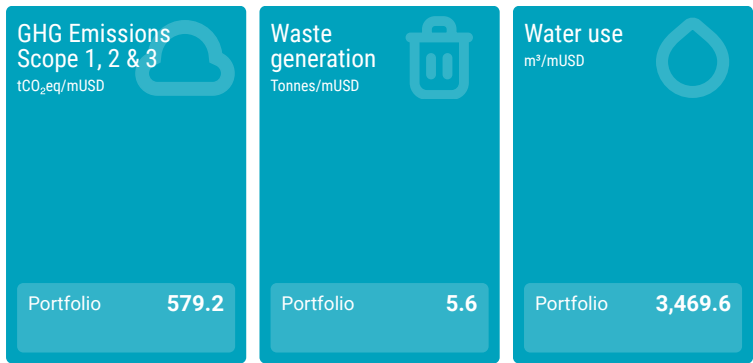 GHG Emissions
Scope 1, 2 & 3
tCO₂eq/mUSD
Portfolio 579.2
Waste
generation
Tonnes/mUSD
Portfolio 5.6
Water use
m³/mUSD
Portfolio 3,469.6